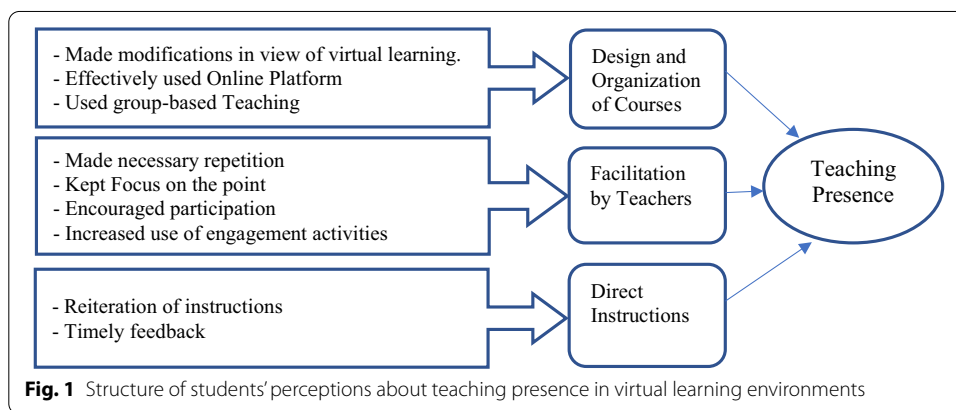 - Made modifications in view of virtual learning.
- Effectively used Online Platform
- Used group-based Teaching
Design and
Organization
of Courses
- Made necessary repetition
- Kept Focus on the point
- Encouraged participation
- Increased use of engagement activities
Facilitation
by Teachers
Teaching
Presence
- Reiteration of instructions
- Timely feedback
Direct
Instructions
Fig. 1 Structure of students' perceptions about teaching presence in virtual learning environments